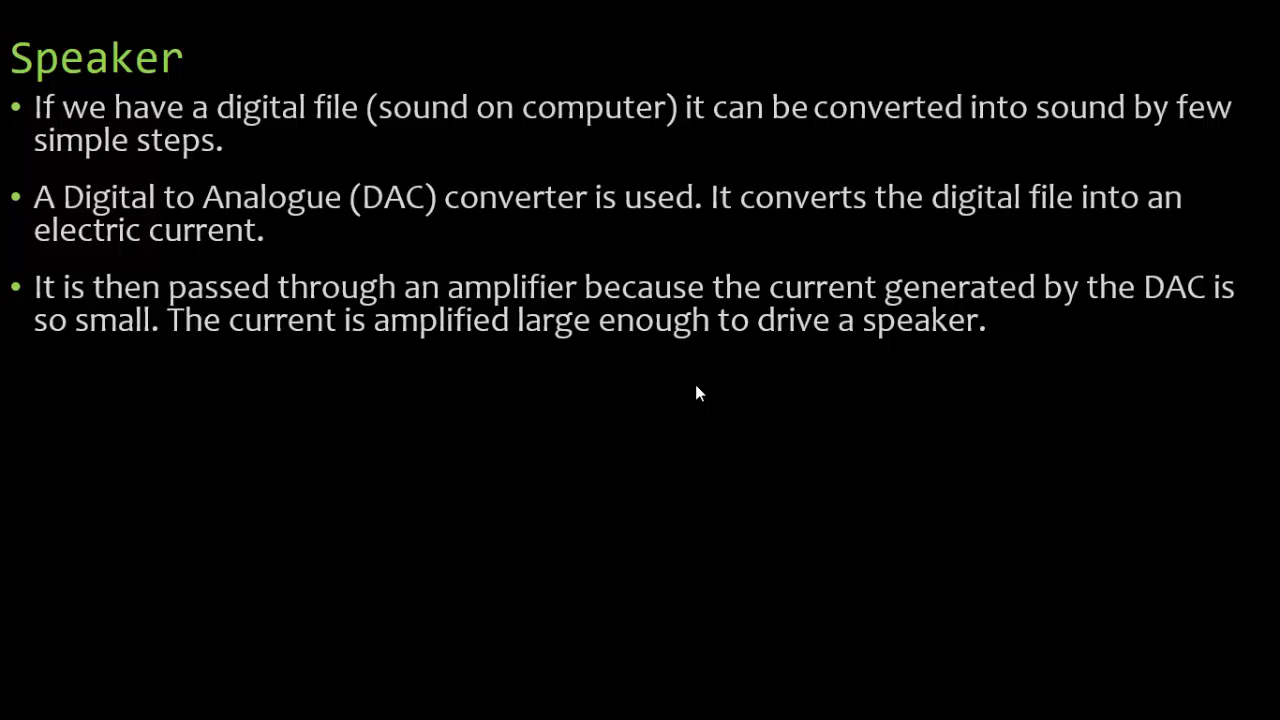 Speaker
• If we have a digital file (sound on computer) it can be converted into sound by few
simple steps.
• A Digital to Analogue (DAC) converter is used. It converts the digital file into an
electric current.
• It is then passed through an amplifier because the current generated by the DAC is
so small. The current is amplified large enough to drive a speaker.